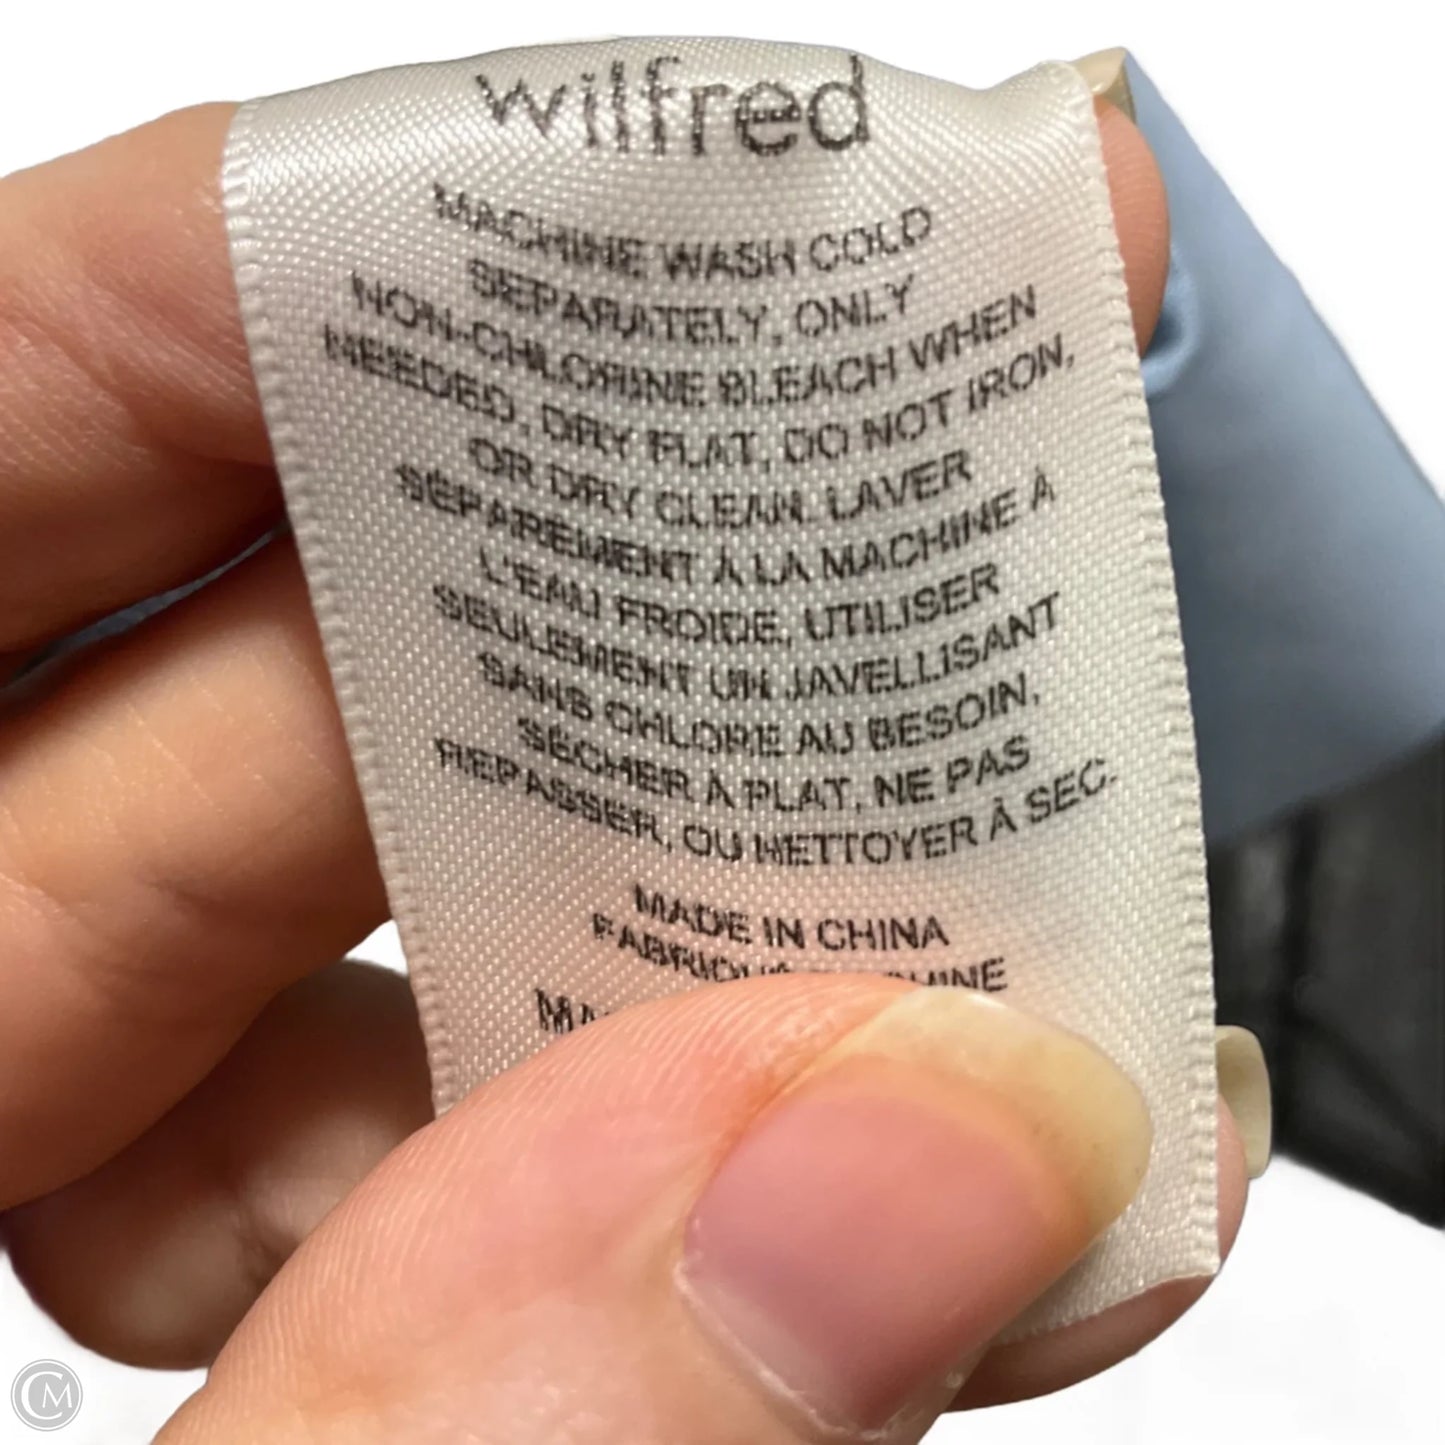 wilfred
MACHINE WASH COLD
SEPARATELY, ONLY
NON-CHLORINE BLEACH WHEN
NEEDED, DRY FLAT, DO NOT IRON,
OR DRY CLEAN. LAVER
SÉPARÉMENT À LA MACHINE À
L'EAU FROIDE, UTILISER
SEULEMENT UN JAVELLISANT
SANS CHLORE AU BESOIN,
SÉCHER À PLAT, NE PAS
REPASSER, OU NETTOYER À SEC.
MADE IN CHINA
CM